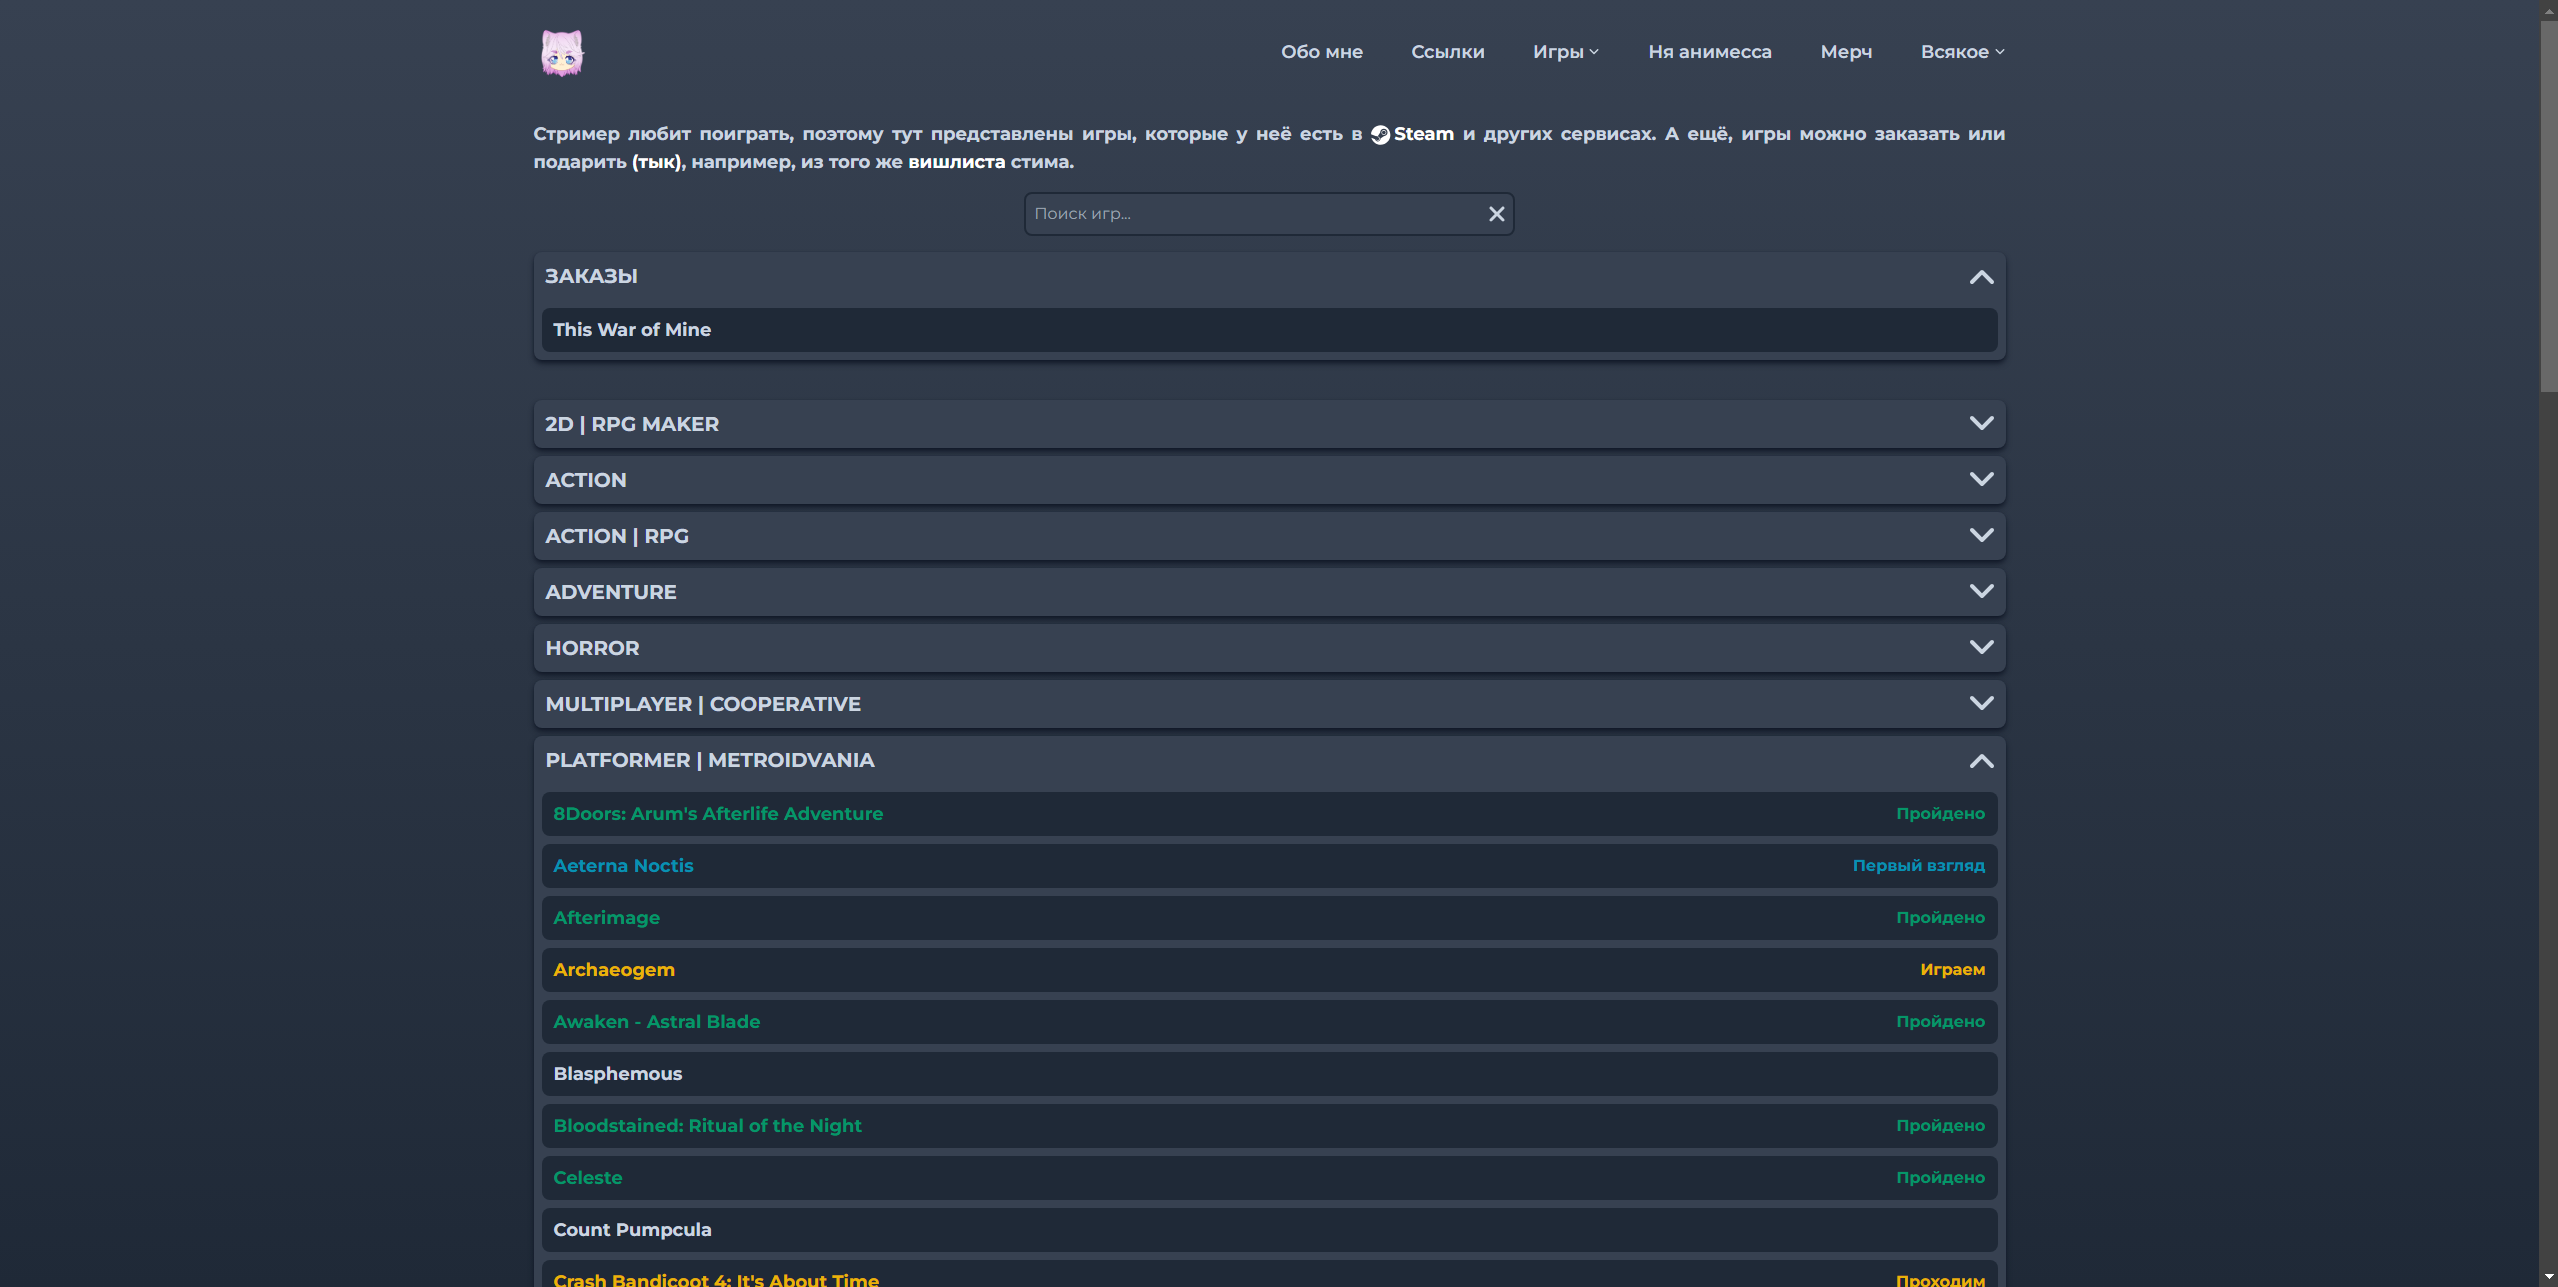 Обо мне
Ссылки
Игры
Ня анимесса
Мерч
Всякое
Стример любит поиграть, поэтому тут представлены игры, которые у неё есть в Steam и других сервисах. А ещё, игры можно заказать или
подарить (тык), например, из того же вишлиста стима.
Поиск игр...
ЗАКАЗЫ
This War of Mine
2D | RPG MAKER
ACTION
ACTION | RPG
ADVENTURE
HORROR
MULTIPLAYER | COOPERATIVE
PLATFORMER | METROIDVANIA
8Doors: Arum's Afterlife Adventure Пройдено
Aeterna Noctis Первый взгляд
Afterimage Пройдено
Archaeogem Играем
Awaken - Astral Blade Пройдено
Blasphemous
Bloodstained: Ritual of the Night Пройдено
Celeste Пройдено
Count Pumpcula
Crash Bandicoot 4: It's About Time Проходим